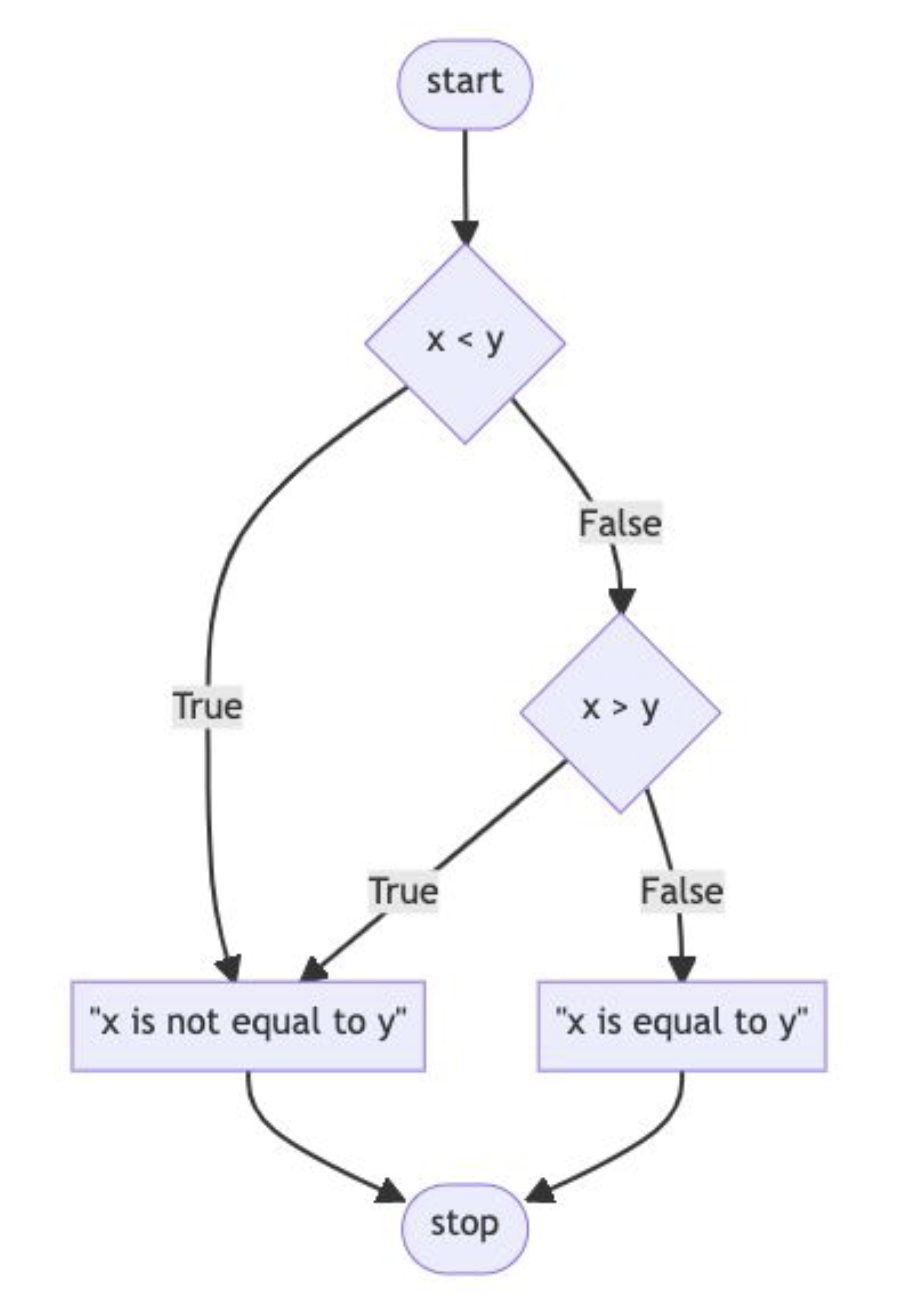 start
x < y
False
True
x > y
True
False
"x is not equal to y"
"x is equal to y"
stop